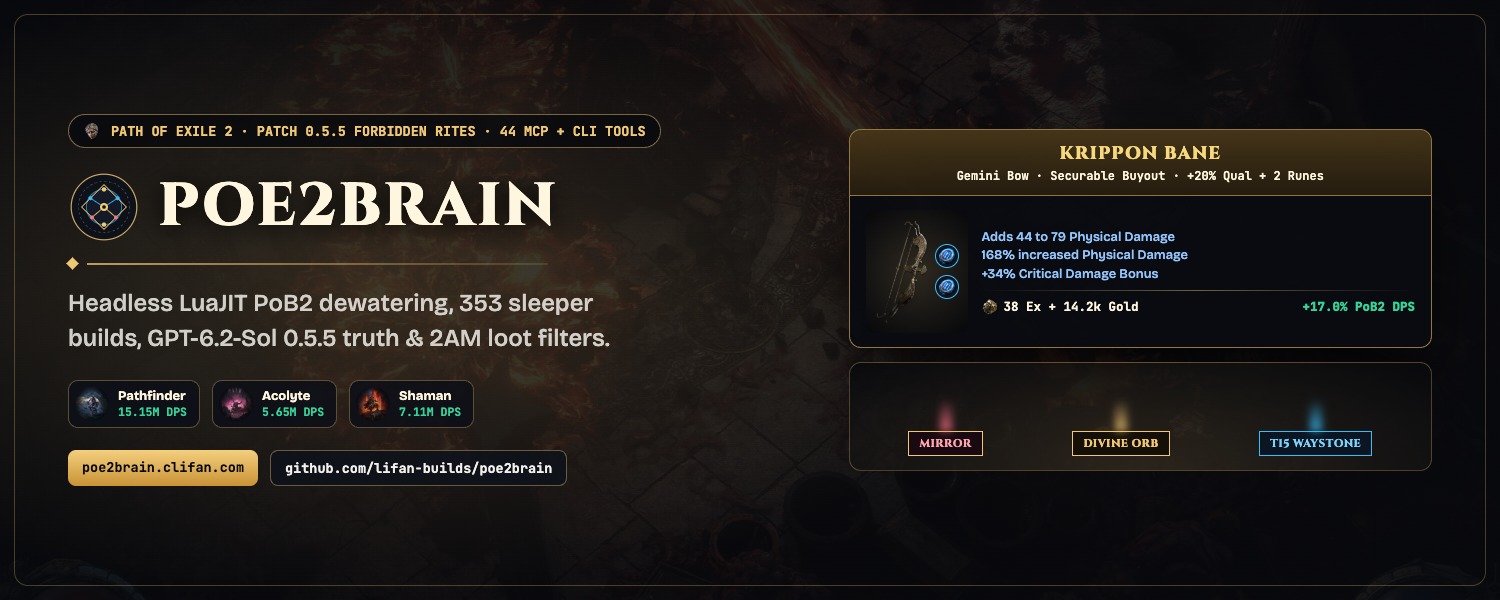 PATH OF EXILE 2 · PATCH 0.5.5 FORBIDDEN RITES · 44 MCP + CLI TOOLS
POE2BRAIN
Headless LuaJIT PoB2 dewatering, 353 sleeper
builds, GPT-6.2-Sol 0.5.5 truth & 2AM loot filters.
Pathfinder
15.15M DPS
Acolyte
5.65M DPS
Shaman
7.11M DPS
poe2brain.clifan.com
github.com/lifan-builds/poe2brain
KRIPPON BANE
Gemini Bow · Securable Buyout · +20% Qual + 2 Runes
Adds 44 to 79 Physical Damage
168% increased Physical Damage
+34% Critical Damage Bonus
38 Ex + 14.2k Gold
+17.0% PoB2 DPS
MIRROR
DIVINE ORB
T15 WAYSTONE